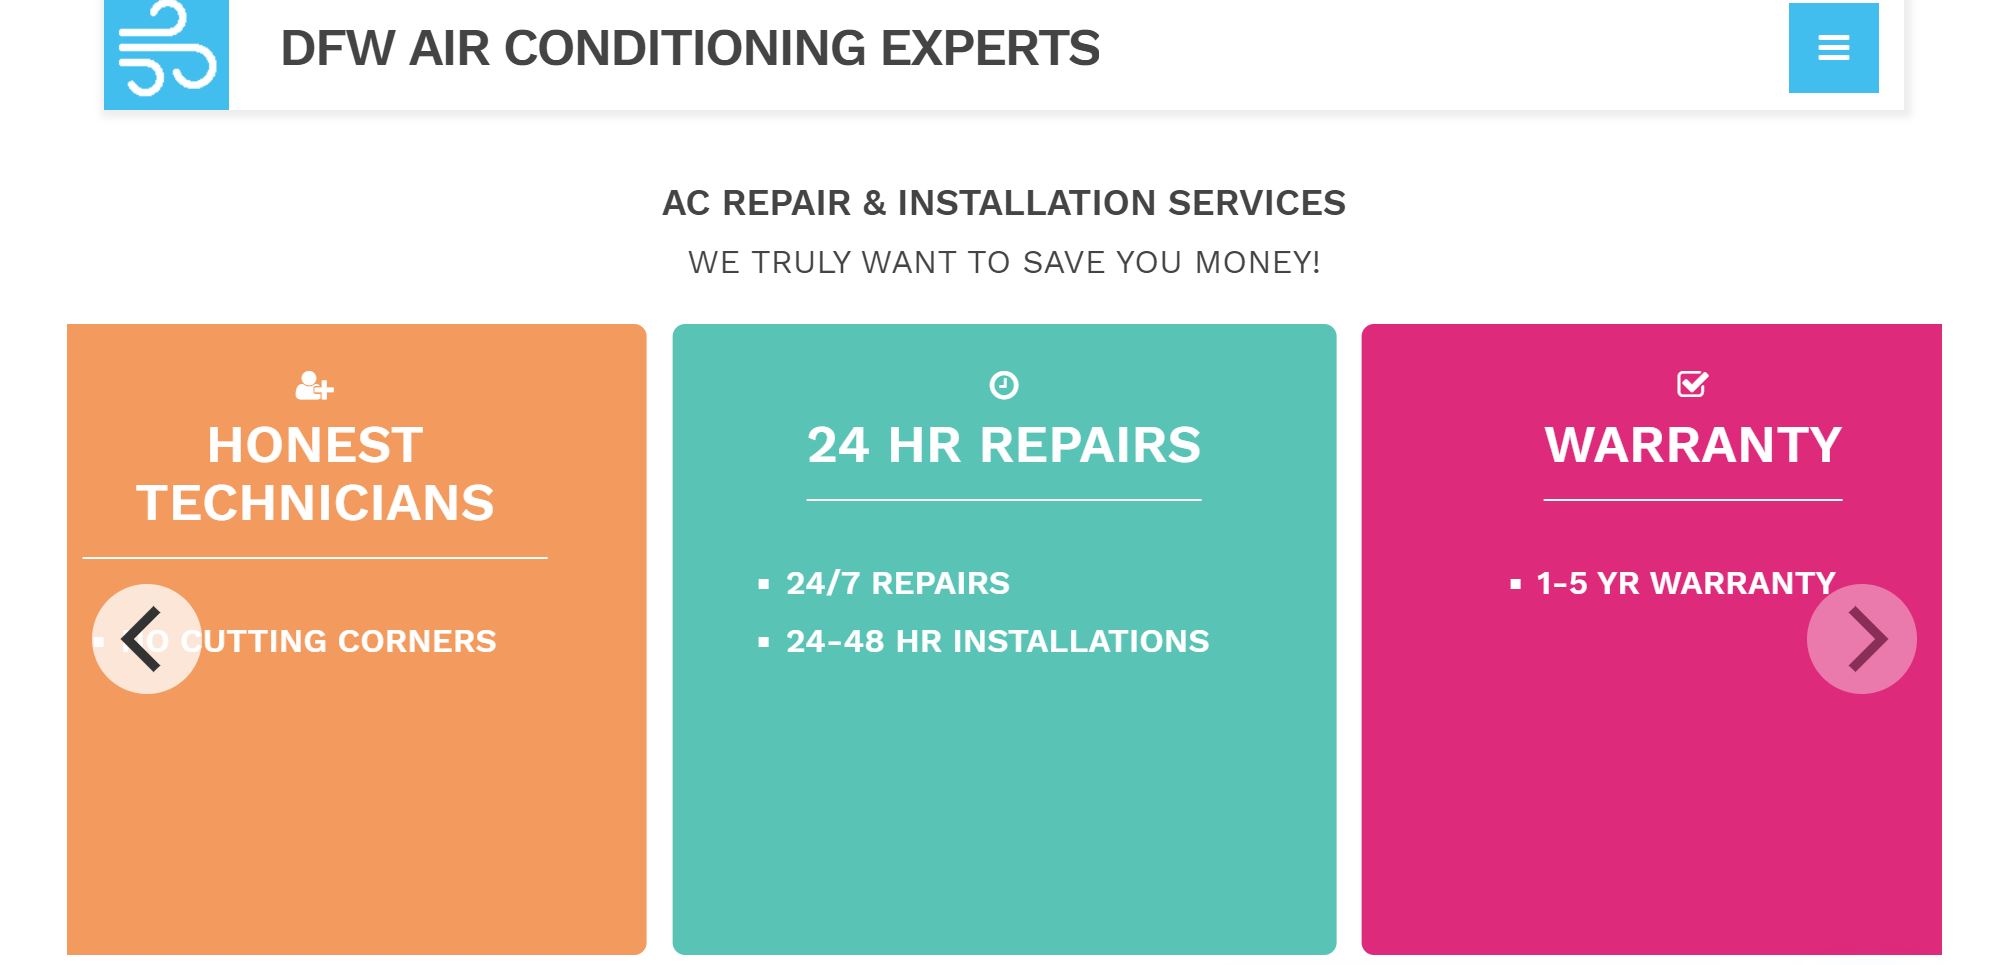 DFW AIR CONDITIONING EXPERTS
AC REPAIR & INSTALLATION SERVICES
WE TRULY WANT TO SAVE YOU MONEY!
HONEST
TECHNICIANS
NO CUTTING CORNERS
24 HR REPAIRS
24/7 REPAIRS
24-48 HR INSTALLATIONS
WARRANTY
1-5 YR WARRANTY